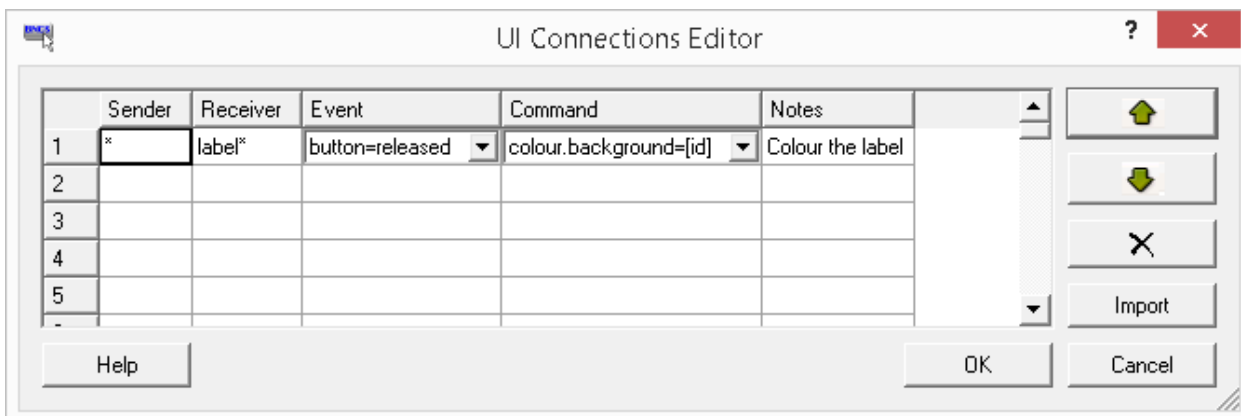 BNCS
UI Connections Editor
?
Sender Receiver Event Command Notes
1 * label* button=released colour.background=[id] Colour the label
2
3
4
5
Import
Help OK Cancel